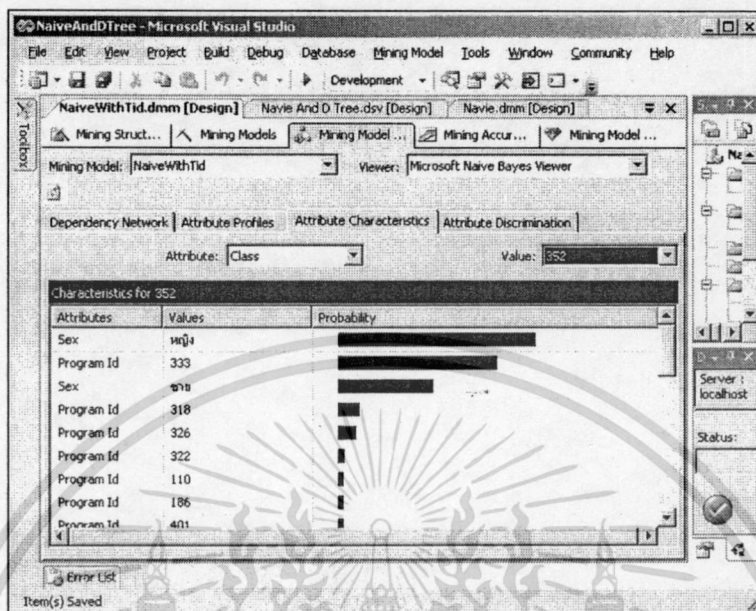 NaiveAndDTree - Microsoft Visual Studio
File Edit View Project Build Debug Database Mining Model Tools Window Community Help
Development
Toolbox
NaiveWithTid.dmm [Design] Navie And D Tree.dsv [Design] Navie.dmm [Design]
Mining Struct... Mining Models Mining Model ... Mining Accur... Mining Model ...
Mining Model: NaiveWithTid Viewer: Microsoft Naive Bayes Viewer
Dependency Network Attribute Profiles Attribute Characteristics Attribute Discrimination
Attribute: Class Value: 352
Characteristics for 352
Attributes Values Probability
Sex หญิง
Program Id 333
Sex ชาย
Program Id 318
Program Id 326
Program Id 322
Program Id 110
Program Id 186
Program Id 401
Server :
localhost
Status:
Error List
Item(s) Saved